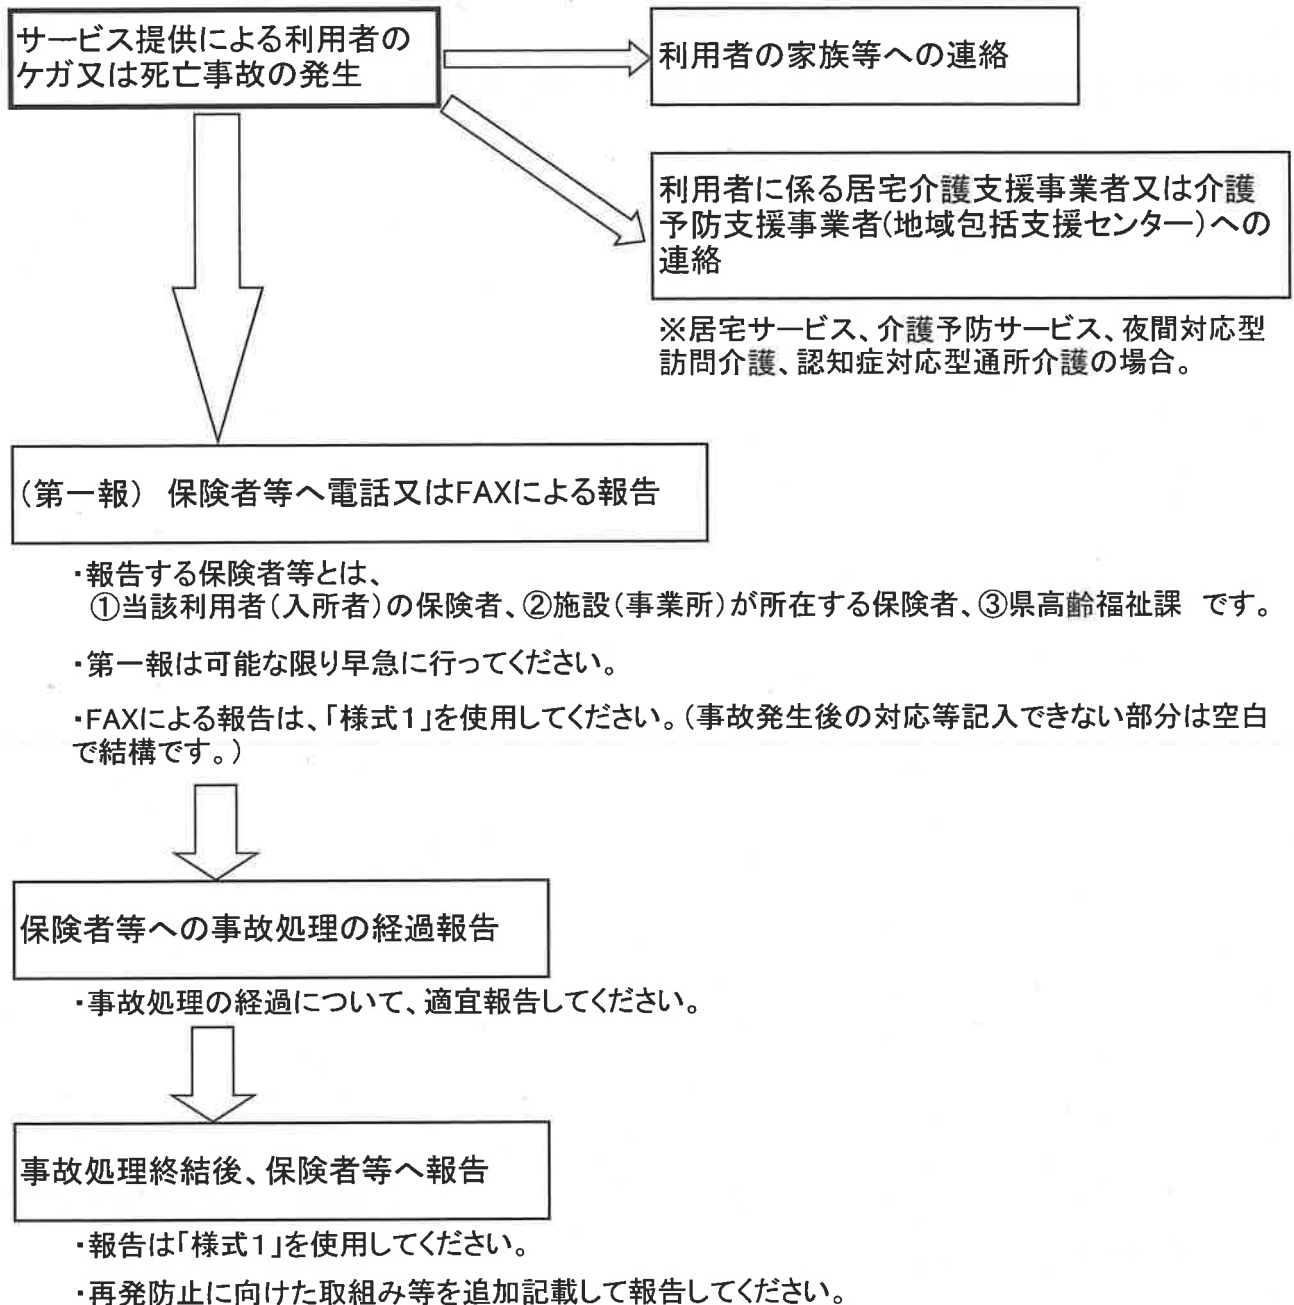 サービス提供による利用者の
ケガ又は死亡事故の発生
利用者の家族等への連絡
利用者に係る居宅介護支援事業者又は介護
予防支援事業者(地域包括支援センター)への
連絡
※居宅サービス、介護予防サービス、夜間対応型
訪問介護、認知症対応型通所介護の場合。
(第一報) 保険者等へ電話又はFAXによる報告
・報告する保険者等とは、
①当該利用者(入所者)の保険者、②施設(事業所)が所在する保険者、③県高齢福祉課 です。
・第一報は可能な限り早急に行ってください。
・FAXによる報告は、「様式1」を使用してください。(事故発生後の対応等記入できない部分は空白
で結構です。)
保険者等への事故処理の経過報告
・事故処理の経過について、適宜報告してください。
事故処理終結後、保険者等へ報告
・報告は「様式1」を使用してください。
・再発防止に向けた取組み等を追加記載して報告してください。